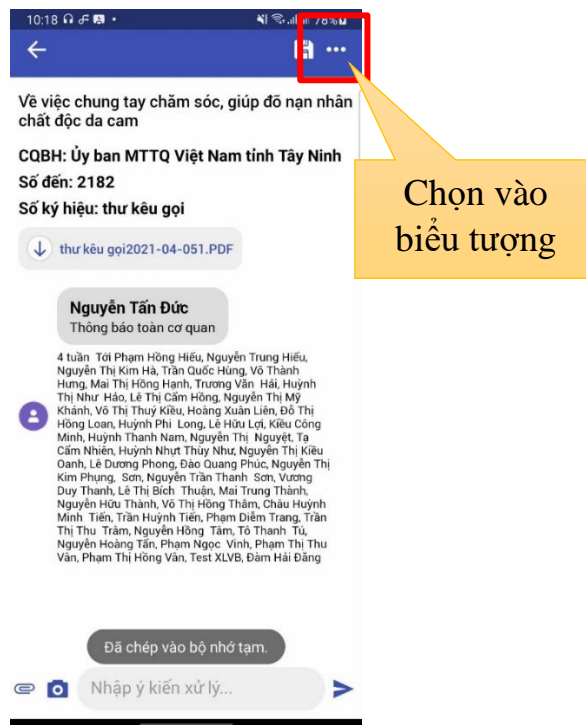 10:18
78%
Về việc chung tay chăm sóc, giúp đỡ nạn nhân
chất độc da cam
CQBH: Ủy ban MTTQ Việt Nam tỉnh Tây Ninh
Số đến: 2182
Số ký hiệu: thư kêu gọi
thư kêu gọi2021-04-051.PDF
Chọn vào
biểu tượng
Nguyễn Tấn Đức
Thông báo toàn cơ quan
4 tuần Tới Phạm Hồng Hiếu, Nguyễn Trung Hiếu,
Nguyễn Thị Kim Hà, Trần Quốc Hùng, Võ Thành
Hưng, Mai Thị Hồng Hạnh, Trương Văn Hải, Huỳnh
Thị Như Hảo, Lê Thị Cẩm Hồng, Nguyễn Thị Mỹ
Khánh, Võ Thị Thuý Kiều, Hoàng Xuân Liên, Đỗ Thị
Hồng Loan, Huỳnh Phi Long, Lê Hữu Lợi, Kiều Công
Minh, Huỳnh Thanh Nam, Nguyễn Thị Nguyệt, Tạ
Cẩm Nhiên, Huỳnh Nhựt Thùy Như, Nguyễn Thị Kiều
Oanh, Lê Dương Phong, Đào Quang Phúc, Nguyễn Thị
Kim Phụng, Sơn, Nguyễn Trần Thanh Sơn, Vương
Duy Thanh, Lê Thị Bích Thuận, Mai Trung Thành,
Nguyễn Hữu Thành, Võ Thị Hồng Thắm, Châu Huỳnh
Minh Tiến, Trần Huỳnh Tiến, Phạm Diễm Trang, Trần
Thị Thu Trâm, Nguyễn Hồng Tâm, Tô Thanh Tú,
Nguyễn Hoàng Tấn, Phạm Ngọc Vinh, Phạm Thị Thu
Vân, Phạm Thị Hồng Vân, Test XLVB, Đàm Hải Đăng
Đã chép vào bộ nhớ tạm.
Nhập ý kiến xử lý...